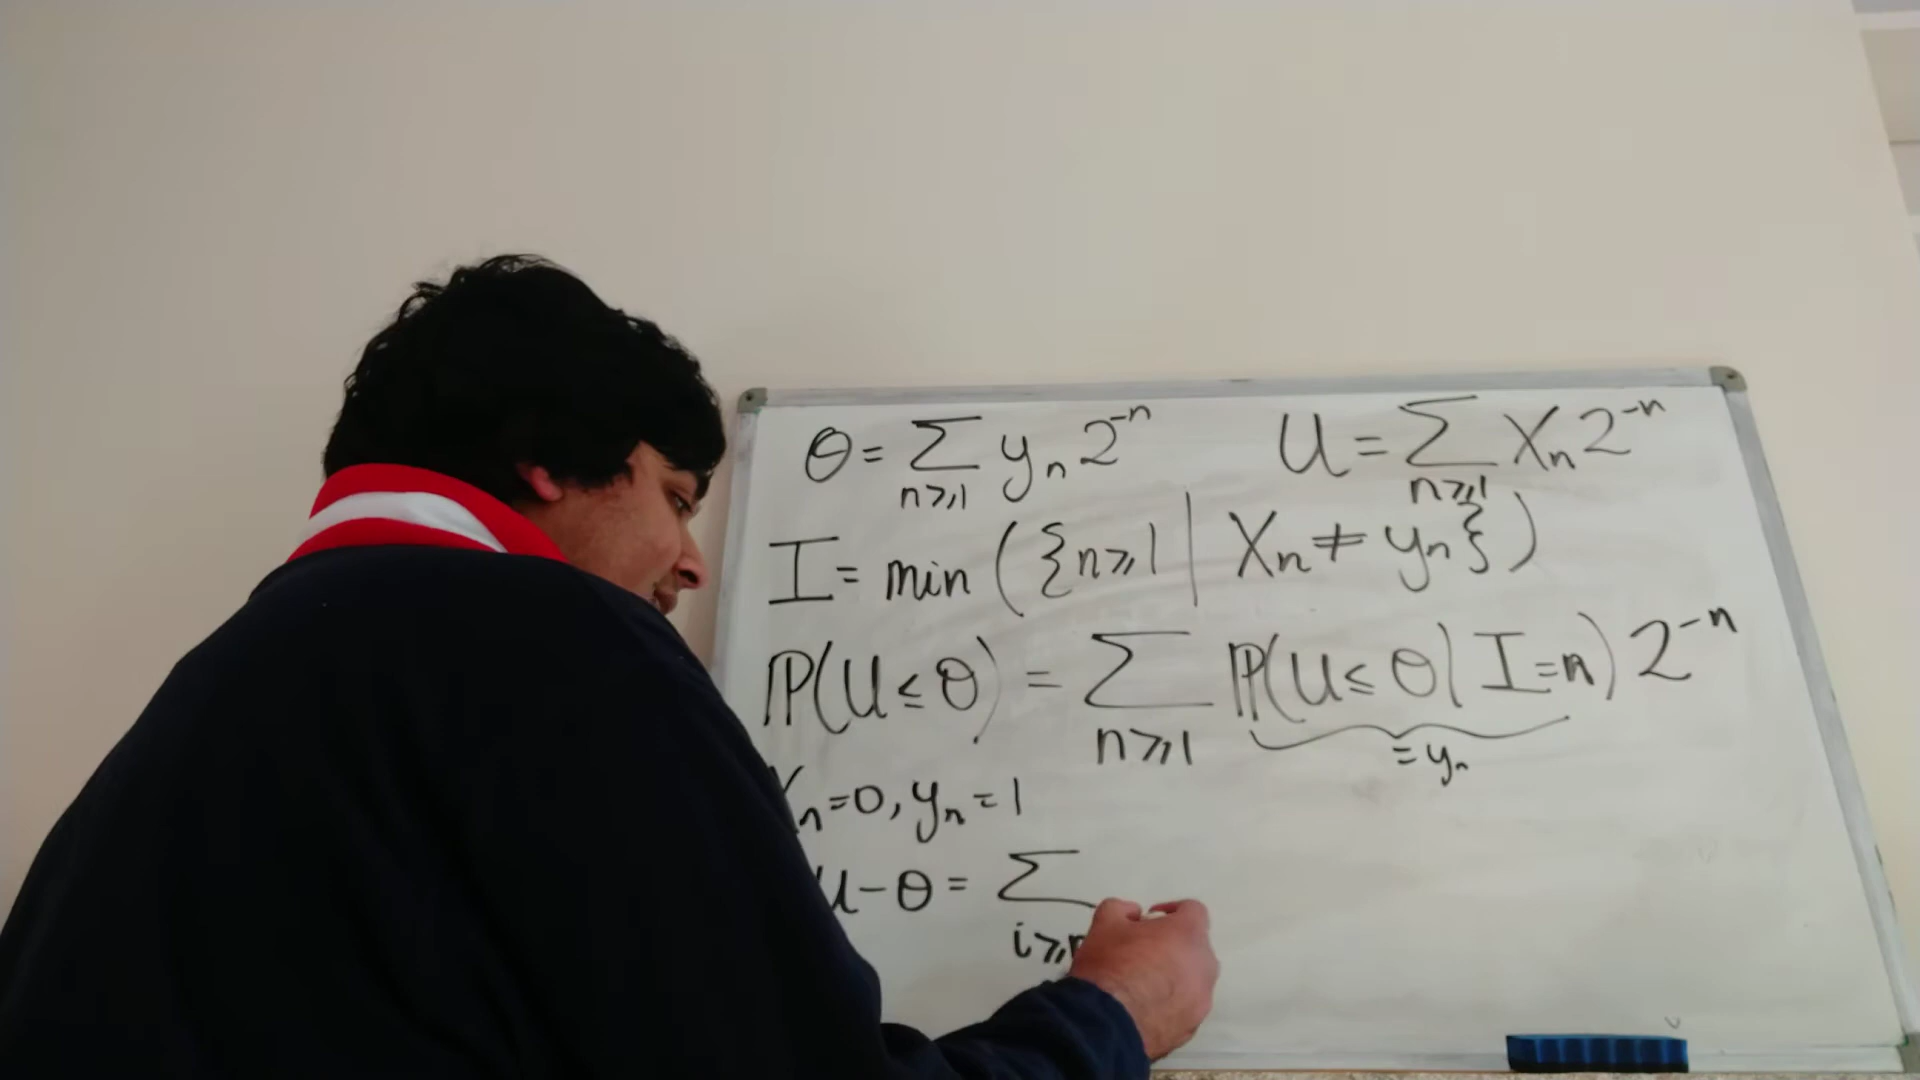 θ = Σ_{n≥1} y_n 2^{-n}    U = Σ_{n≥1} X_n 2^{-n}
I = min ({n≥1 | X_n ≠ y_n})
ℙ(U ≤ θ) = Σ_{n≥1} ℙ(U ≤ θ | I=n) 2^{-n}
= y_n
X_n = 0, y_n = 1
U - θ = Σ_{i≥n}